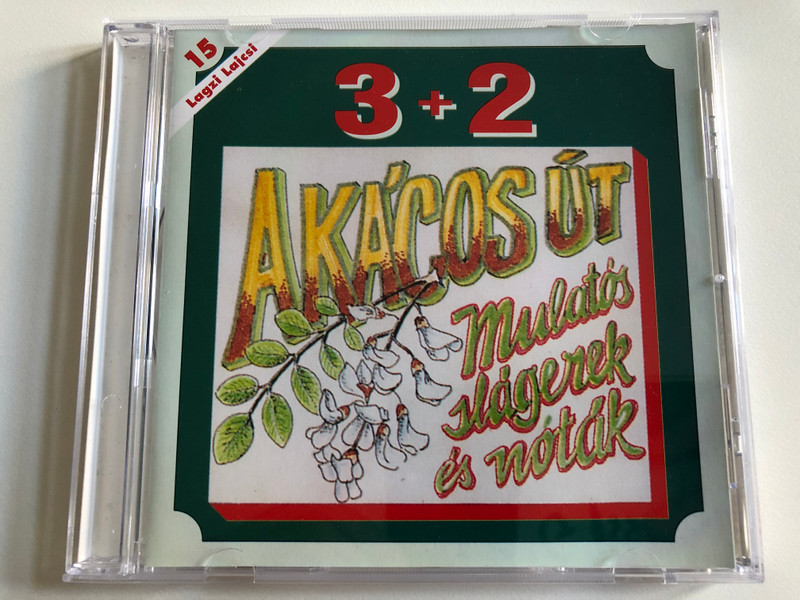 15
Lagzi Lajcsi
3+2
AKÁCOS ÚT
Mulatós
slágerek
és nóták